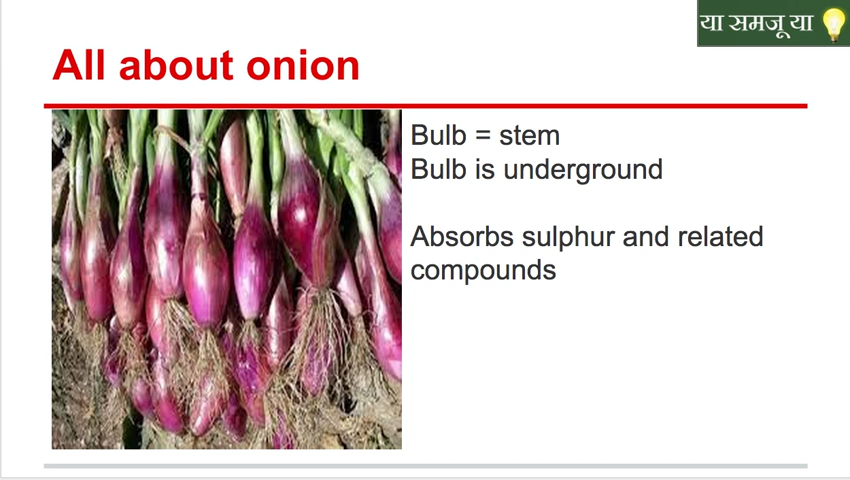 या समजू या
All about onion
Bulb = stem
Bulb is underground
Absorbs sulphur and related
compounds